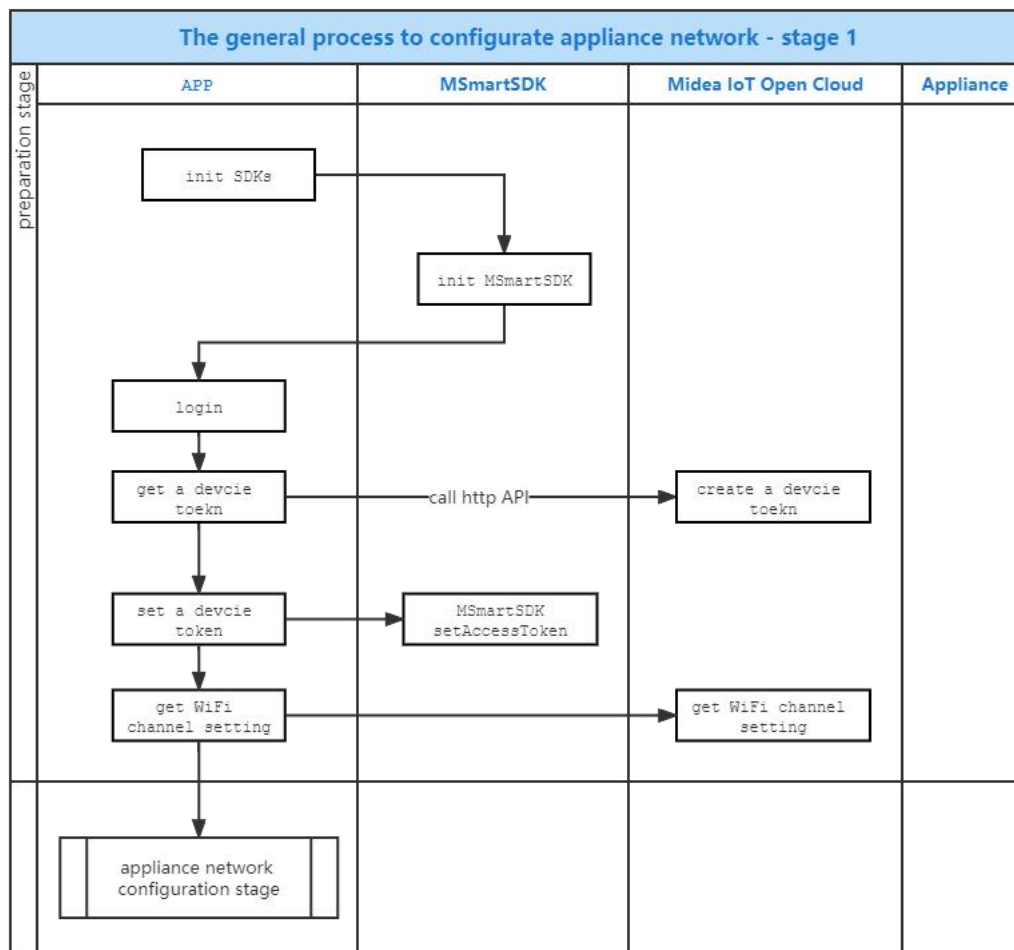 The general process to configurate appliance network - stage 1
preparation stage
APP
MSmartSDK
Midea IoT Open Cloud
Appliance
init SDKs
init MSmartSDK
login
get a devcie
toekn
call http API
create a devcie
toekn
set a devcie
token
MSmartSDK
setAccessToken
get WiFi
channel setting
get WiFi channel
setting
appliance network
configuration stage